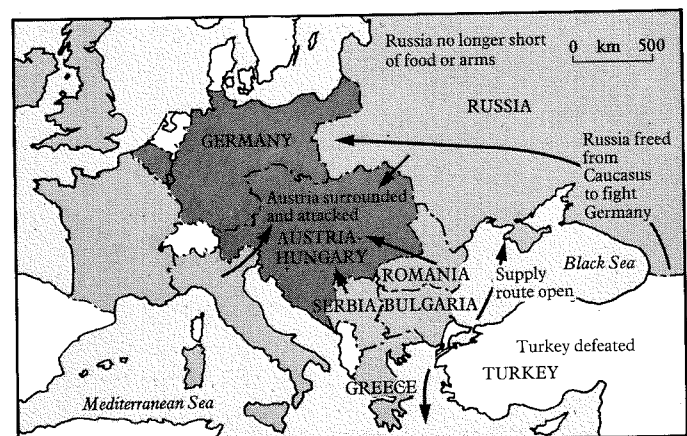 Russia no longer short
of food or arms
0 km 500
RUSSIA
GERMANY
Russia freed
from
Caucasus
to fight
Germany
Austria surrounded
and attacked
AUSTRIA-
HUNGARY
ROMANIA
Black Sea
Supply
route open
SERBIA
BULGARIA
Turkey defeated
TURKEY
GREECE
Mediterranean Sea